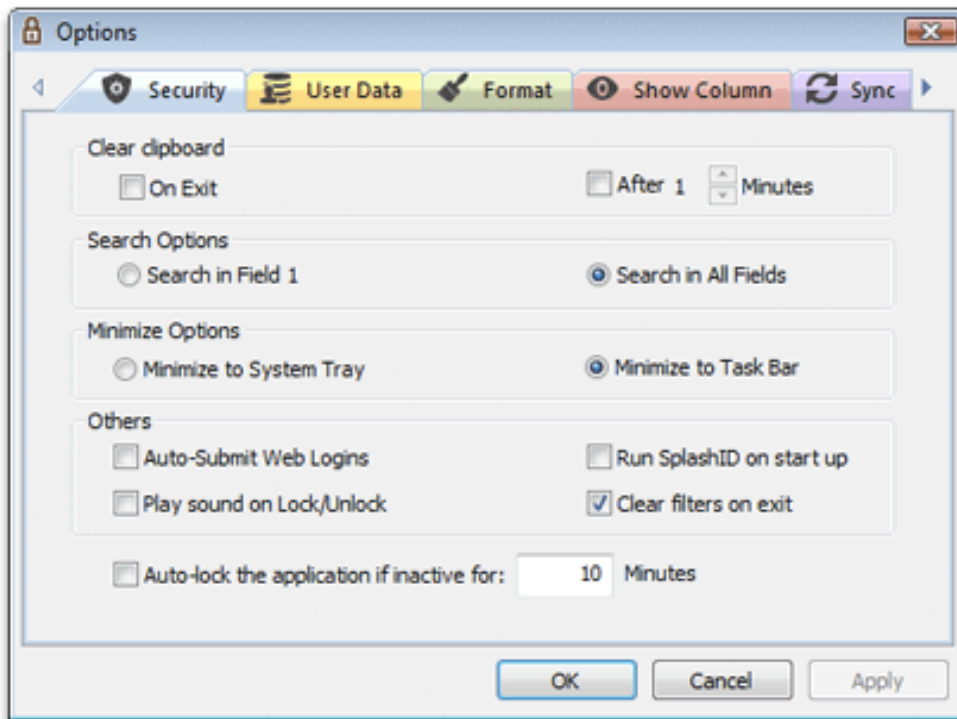 Options
Security User Data Format Show Column Sync
Clear clipboard
On Exit After 1 Minutes
Search Options
Search in Field 1 Search in All Fields
Minimize Options
Minimize to System Tray Minimize to Task Bar
Others
Auto-Submit Web Logins Run SplashID on start up
Play sound on Lock/Unlock Clear filters on exit
Auto-lock the application if inactive for: 10 Minutes
OK Cancel Apply